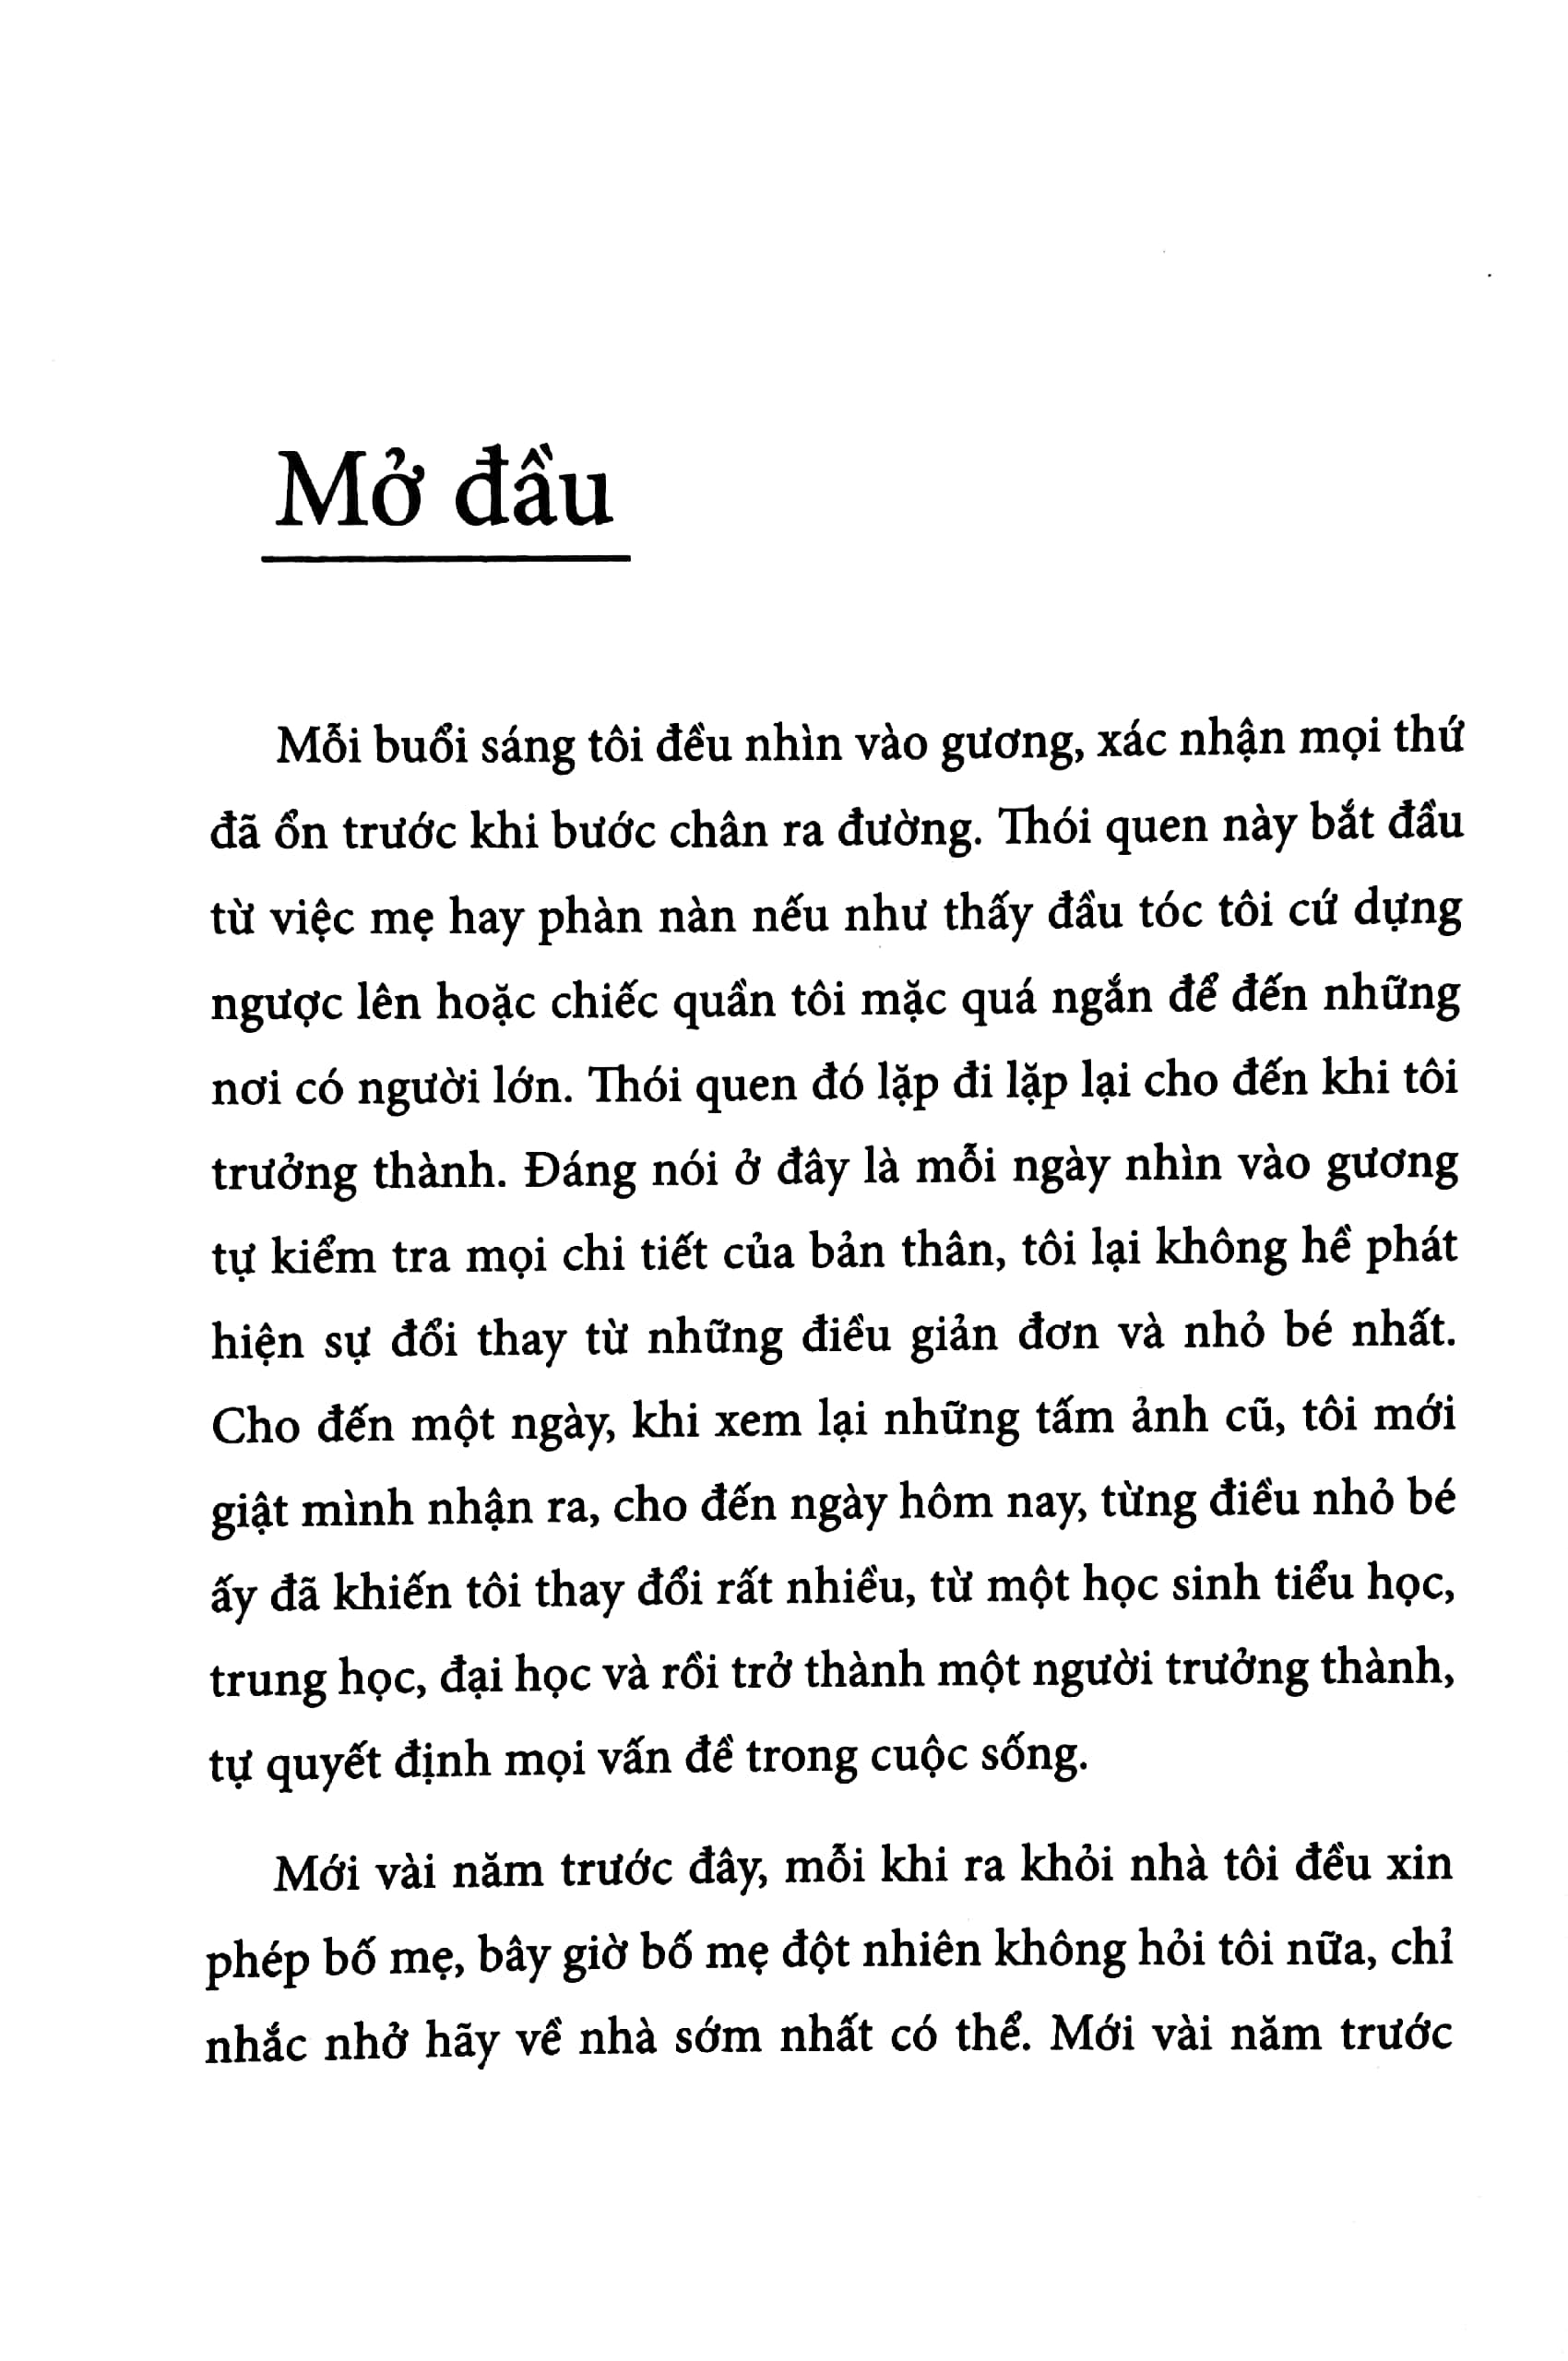 Mở đầu
Mỗi buổi sáng tôi đều nhìn vào gương, xác nhận mọi thứ
đã ổn trước khi bước chân ra đường. Thói quen này bắt đầu
từ việc mẹ hay phàn nàn nếu như thấy đầu tóc tôi cứ dựng
ngược lên hoặc chiếc quần tôi mặc quá ngắn để đến những
nơi có người lớn. Thói quen đó lặp đi lặp lại cho đến khi tôi
trưởng thành. Đáng nói ở đây là mỗi ngày nhìn vào gương
tự kiểm tra mọi chi tiết của bản thân, tôi lại không hề phát
hiện sự đổi thay từ những điều giản đơn và nhỏ bé nhất.
Cho đến một ngày, khi xem lại những tấm ảnh cũ, tôi mới
giật mình nhận ra, cho đến ngày hôm nay, từng điều nhỏ bé
ấy đã khiến tôi thay đổi rất nhiều, từ một học sinh tiểu học,
trung học, đại học và rồi trở thành một người trưởng thành,
tự quyết định mọi vấn đề trong cuộc sống.
Mới vài năm trước đây, mỗi khi ra khỏi nhà tôi đều xin
phép bố mẹ, bây giờ bố mẹ đột nhiên không hỏi tôi nữa, chỉ
nhắc nhở hãy về nhà sớm nhất có thể. Mới vài năm trước